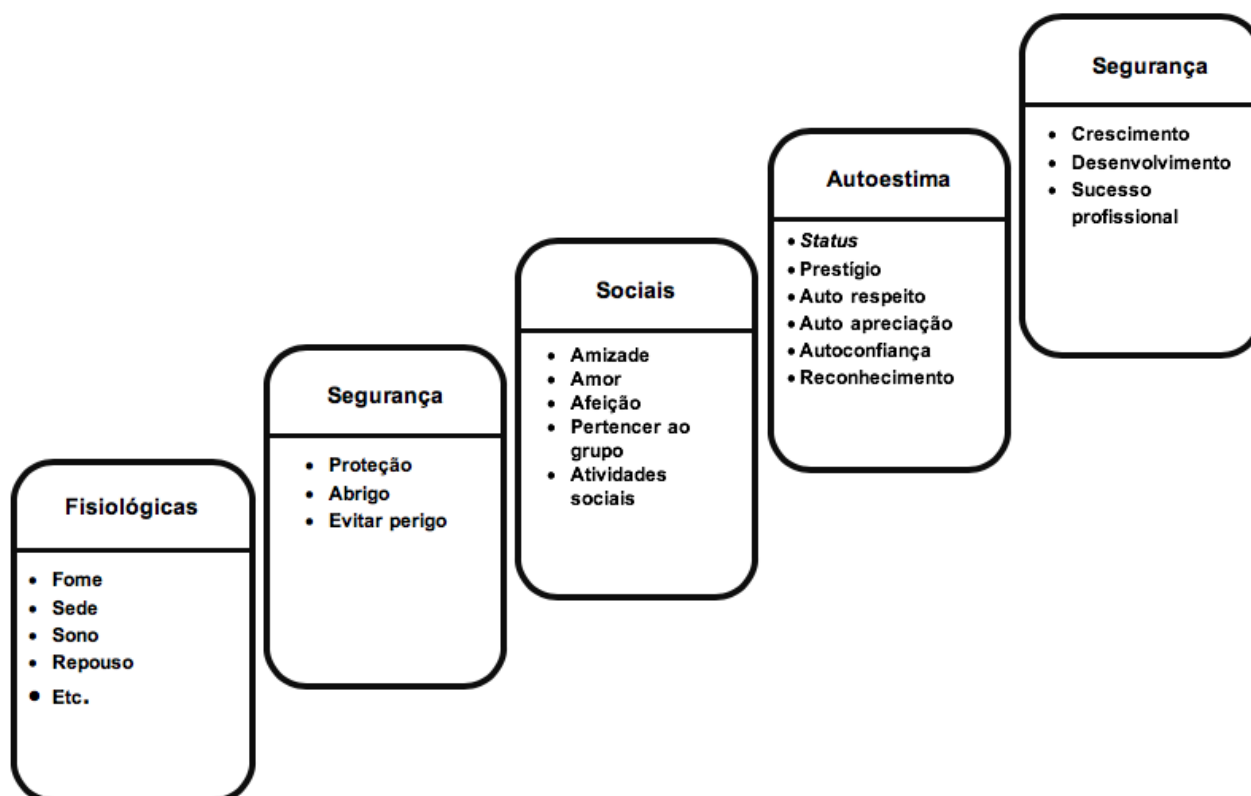 Fisiológicas
• Fome
• Sede
• Sono
• Repouso
• Etc.
Segurança
• Proteção
• Abrigo
• Evitar perigo
Sociais
• Amizade
• Amor
• Afeição
• Pertencer ao
grupo
• Atividades
sociais
Autoestima
• Status
• Prestígio
• Auto respeito
• Auto apreciação
• Autoconfiança
• Reconhecimento
Segurança
• Crescimento
• Desenvolvimento
• Sucesso
profissional